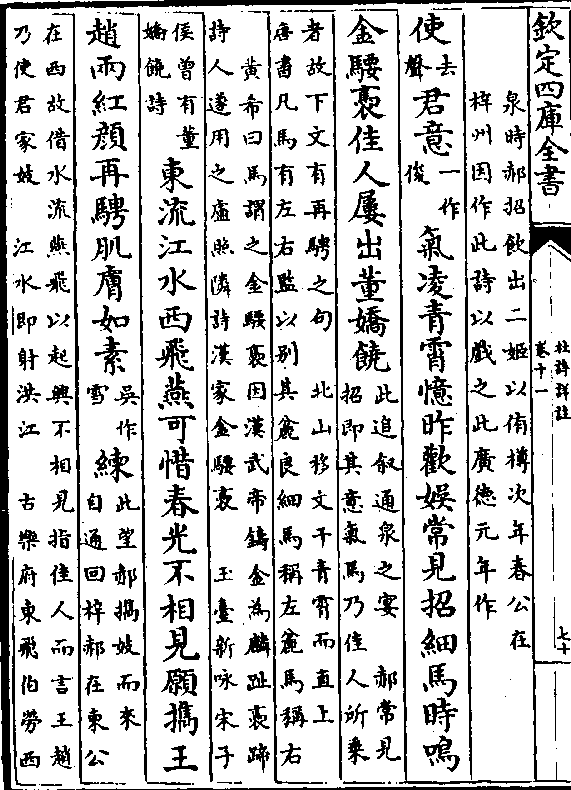 欽定四庫全書
杜詩詳註
卷十一
七十
泉時郝招飲出二姬以侑樽次年春公在
梓州因作此詩以戲之此廣德元年作
使去聲君意一作俊氣凌青霄憶昨歡娛常見招細馬時鳴
金騕褭佳人屢出董嬌饒此追叙通泉之宴 郝常見招即其意氣馬乃佳人所乗
者故下文有再騁之句 北山移文干青霄而直上
唐書凡馬有左右監以别其麄良細馬稱左麄馬稱右
黄希曰馬謂之金騕褭因漢武帝鑄金為麟趾褭蹄
詩人遂用之盧照隣詩漢家金騕褭 玉臺新咏宋子
侯曾有董嬌饒詩東流江水西飛燕可惜春光不相見願攜王
趙兩紅顔再騁肌膚如素吳作雪練此望郝攜妓而來 自通回梓郝在東公
在西故借水流燕飛以起興不相見指佳人而言王趙
乃使君家妓 江水即射洪江 古樂府東飛伯勞西